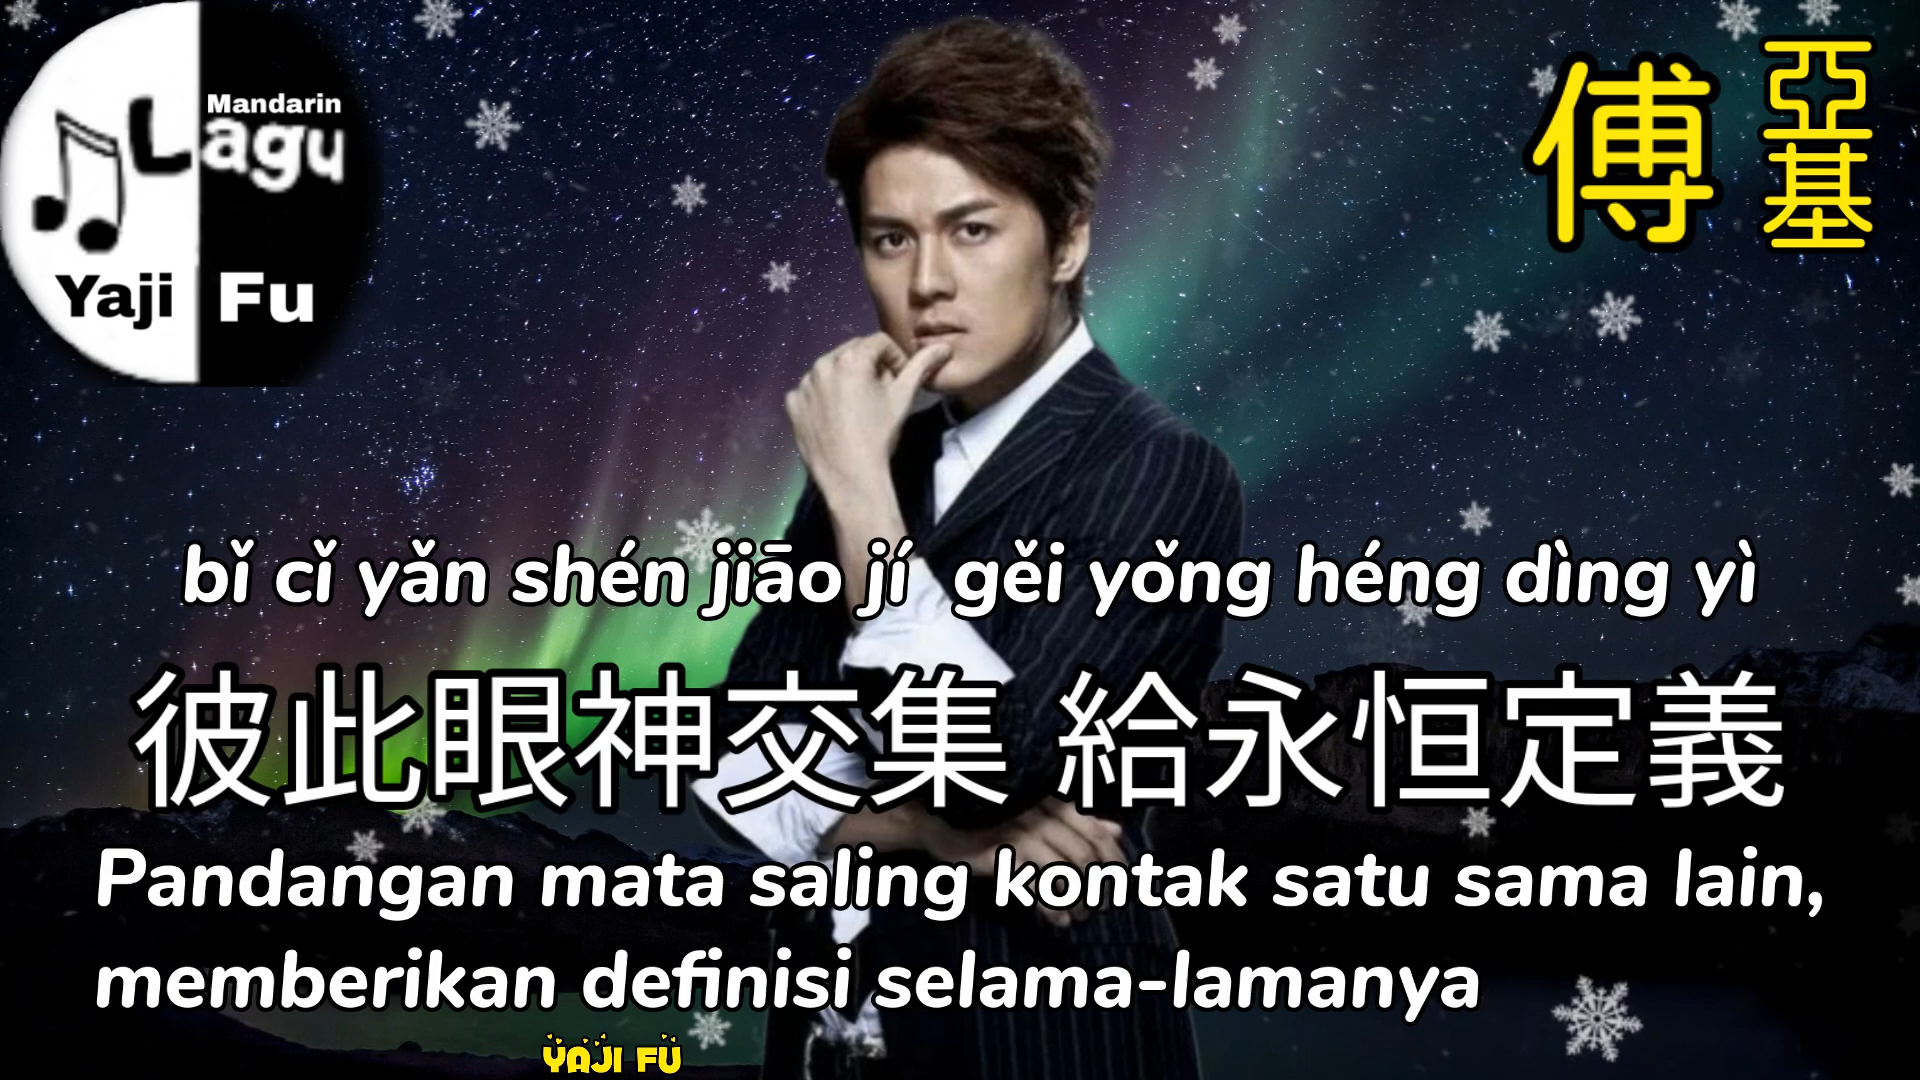 Mandarin
Lagu
Yaji Fu
傅亞基
bǐ cǐ yǎn shén jiāo jí gěi yǒng héng dìng yì
彼此眼神交集 給永恒定義
Pandangan mata saling kontak satu sama lain,
memberikan definisi selama-lamanya
YAJI FU